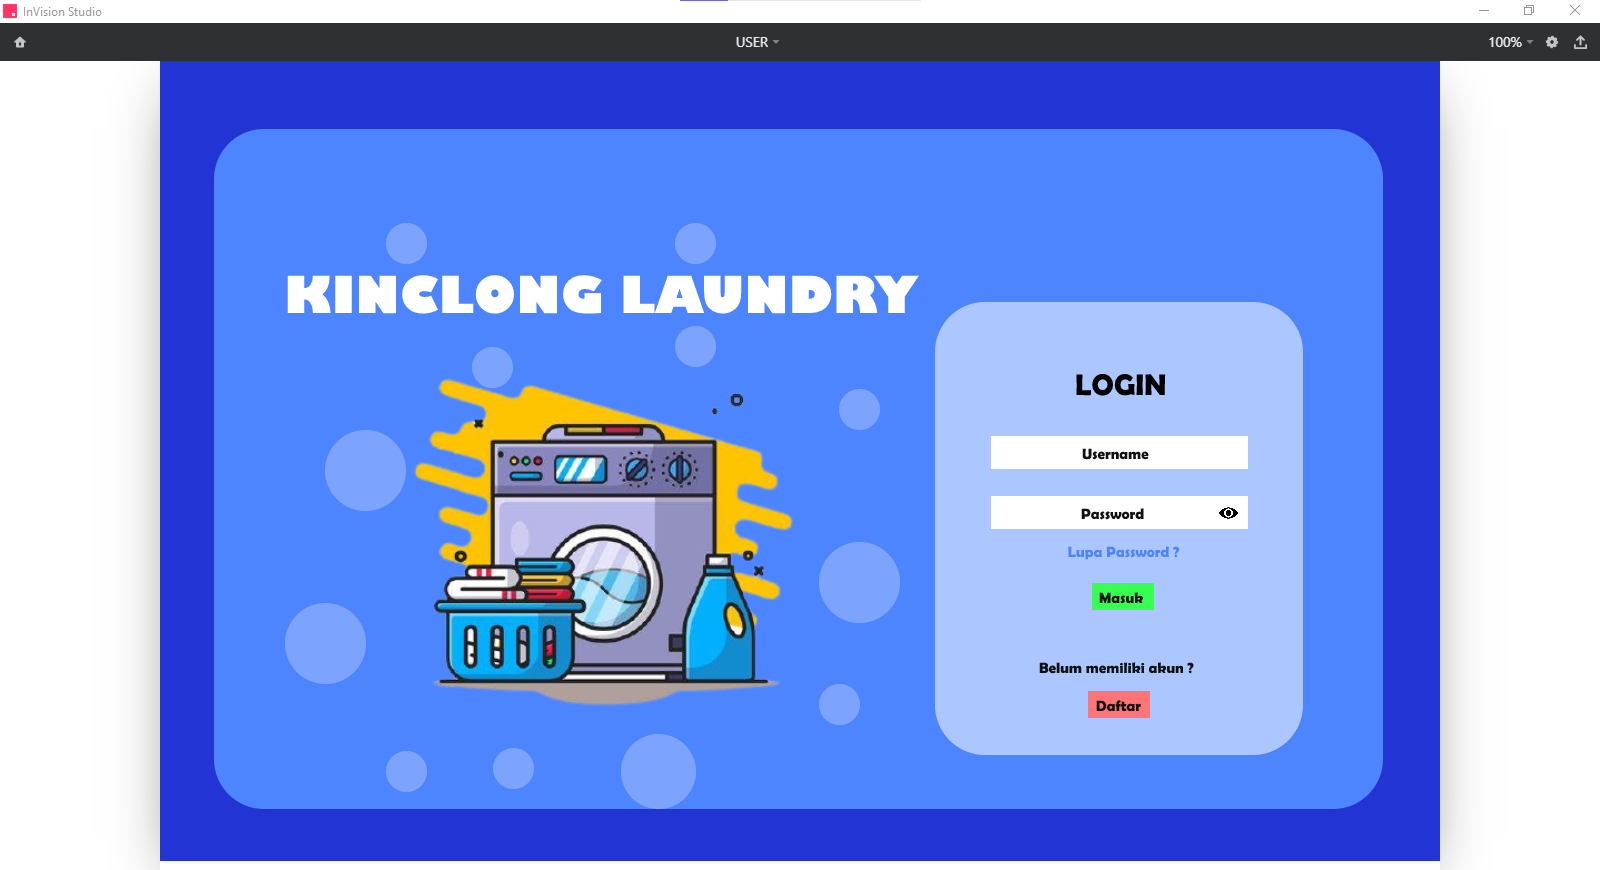 InVision Studio
USER
100%
KINCLONG LAUNDRY
LOGIN
Username
Password
Lupa Password ?
Masuk
Belum memiliki akun ?
Daftar